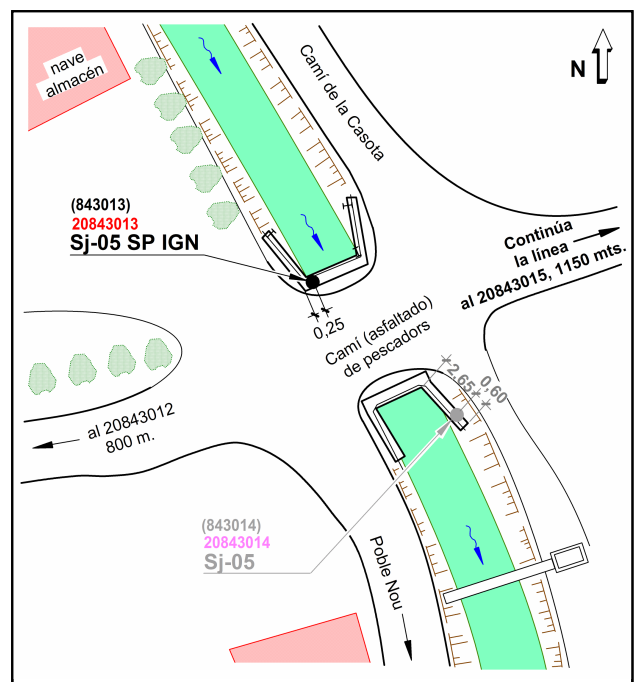 nave
almacén
Camí de la Casota
N
(843013)
20843013
Sj-05 SP IGN
Continúa
la línea
al 20843015, 1150 mts.
0,25
Camí (asfaltado)
de pescadors
2,65
0,60
al 20843012
800 m.
(843014)
20843014
Sj-05
Poble Nou